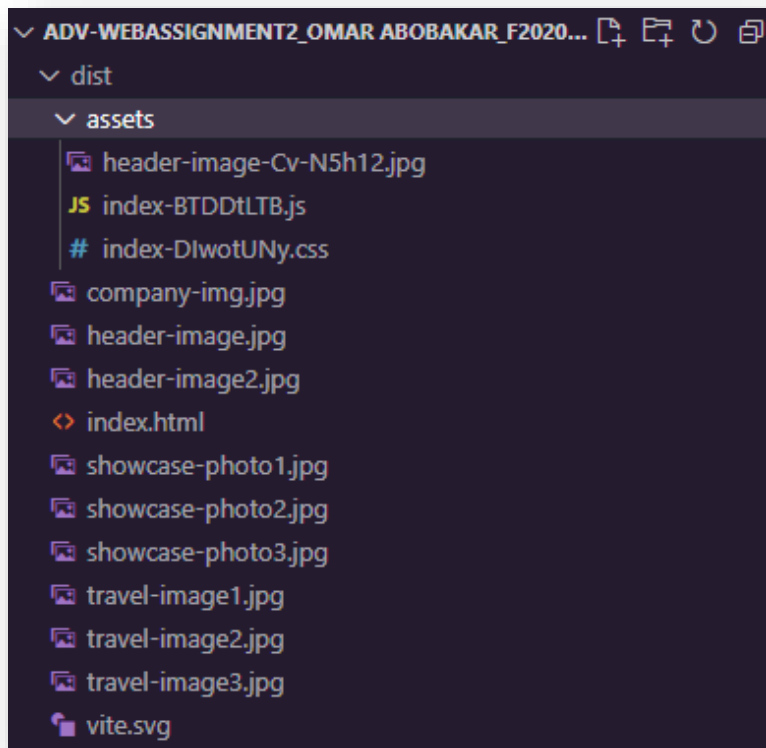 ADV-WEBASSIGNMENT2_OMAR ABOBAKAR_F2020...
dist
assets
header-image-Cv-N5h12.jpg
JS index-BTDDtLTB.js
# index-DIwotUNy.css
company-img.jpg
header-image.jpg
header-image2.jpg
<> index.html
showcase-photo1.jpg
showcase-photo2.jpg
showcase-photo3.jpg
travel-image1.jpg
travel-image2.jpg
travel-image3.jpg
vite.svg